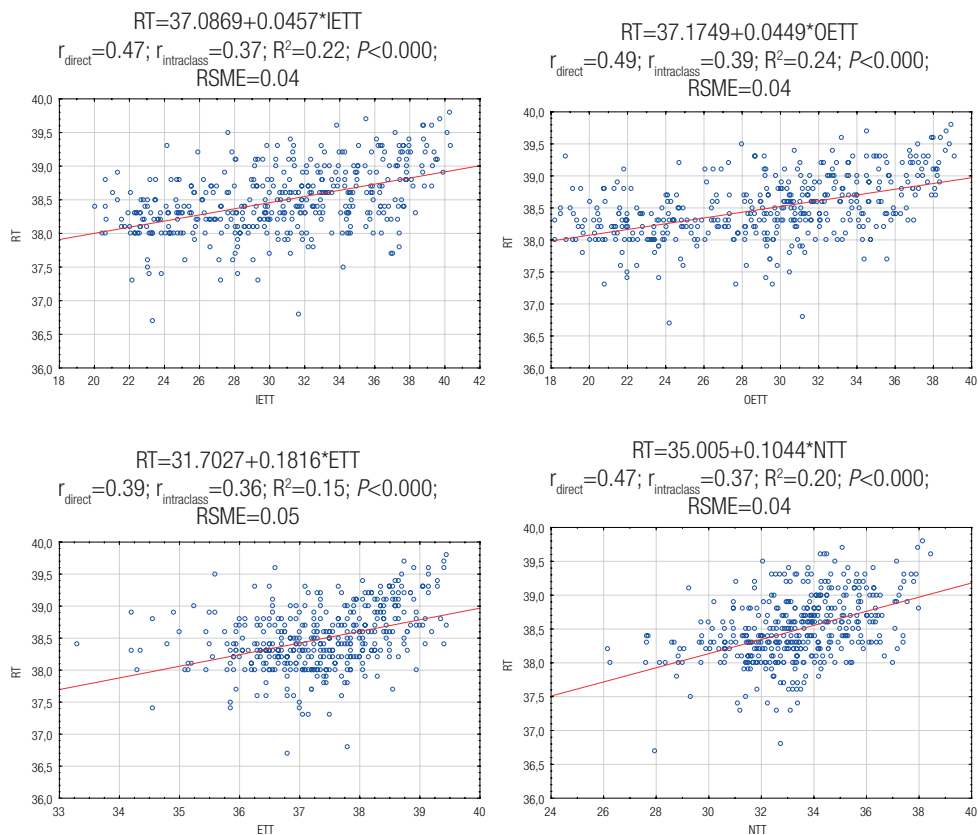 RT=37.0869+0.0457*IETT
r_direct=0.47; r_intraclass=0.37; R²=0.22; P<0.000;
RSME=0.04
40,0
39,5
39,0
38,5
38,0
37,5
37,0
36,5
36,0
RT
18 20 22 24 26 28 30 32 34 36 38 40 42
IETT
RT=37.1749+0.0449*OETT
r_direct=0.49; r_intraclass=0.39; R²=0.24; P<0.000;
RSME=0.04
40,0
39,5
39,0
38,5
38,0
37,5
37,0
36,5
36,0
RT
18 20 22 24 26 28 30 32 34 36 38 40
OETT
RT=31.7027+0.1816*ETT
r_direct=0.39; r_intraclass=0.36; R²=0.15; P<0.000;
RSME=0.05
40,0
39,5
39,0
38,5
38,0
37,5
37,0
36,5
36,0
RT
33 34 35 36 37 38 39 40
ETT
RT=35.005+0.1044*NTT
r_direct=0.47; r_intraclass=0.37; R²=0.20; P<0.000;
RSME=0.04
40,0
39,5
39,0
38,5
38,0
37,5
37,0
36,5
36,0
RT
24 26 28 30 32 34 36 38 40
NTT